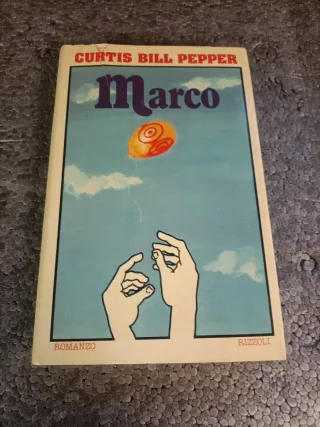 CURTIS BILL PEPPER
Marco
ROMANZO
RIZZOLI